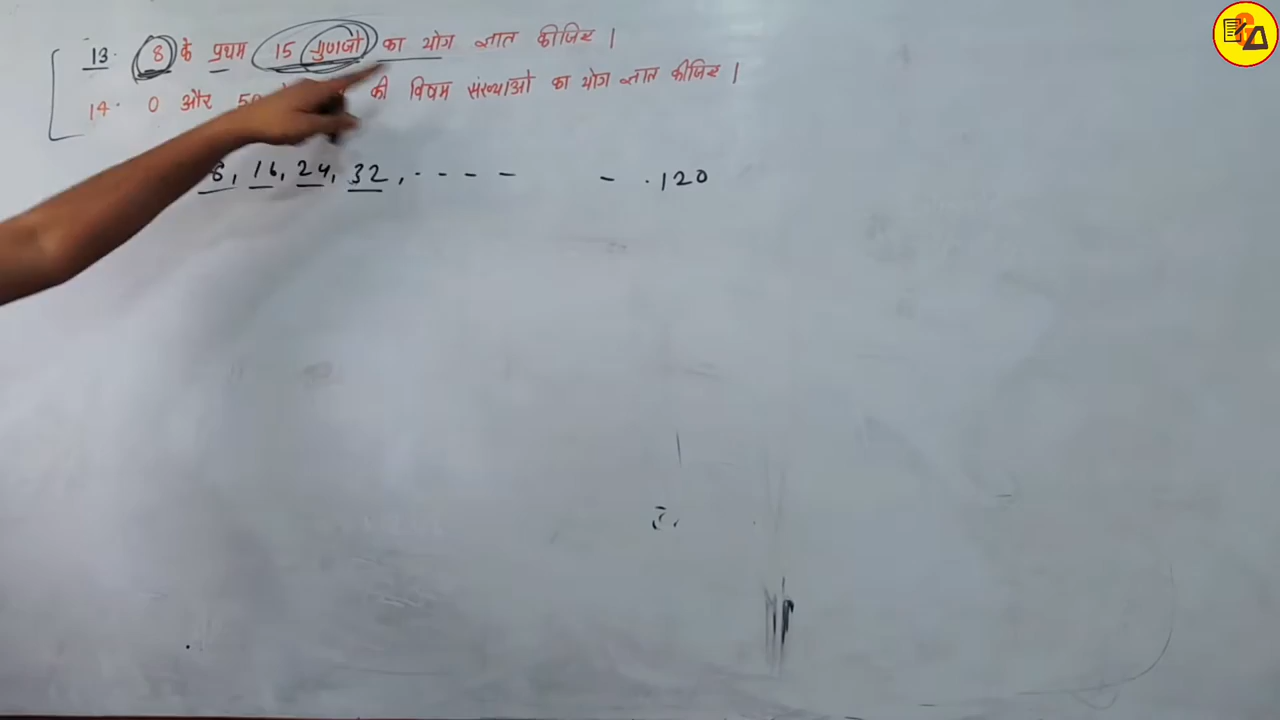 13. 8 के प्रथम 15 गुणजो का योग ज्ञात कीजिए |
14. 0 और 50 की विषम संख्याओ का योग ज्ञात कीजिए |
8, 16, 24, 32, . - - - - - . 120